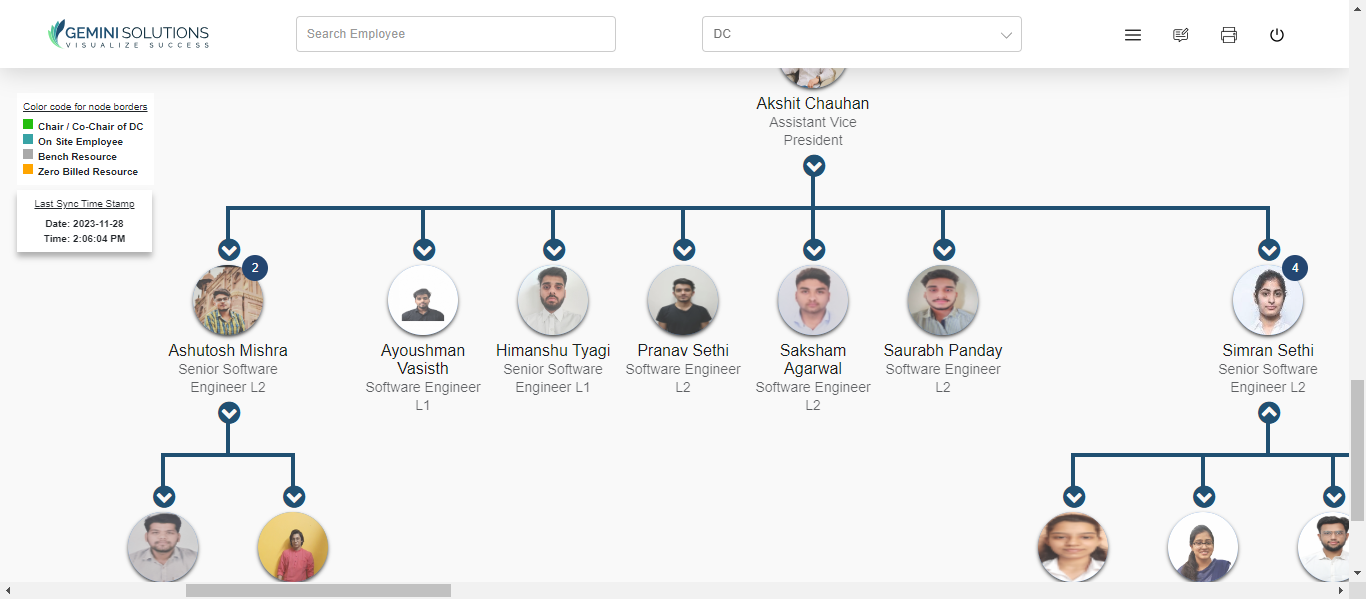 GEMINI SOLUTIONS
VISUALIZE SUCCESS
Search Employee
DC
Color code for node borders
Chair / Co-Chair of DC
On Site Employee
Bench Resource
Zero Billed Resource
Last Sync Time Stamp
Date: 2023-11-28
Time: 2:06:04 PM
Akshit Chauhan
Assistant Vice
President
2
Ashutosh Mishra
Senior Software
Engineer L2
Ayoushman
Vasisth
Software Engineer
L1
Himanshu Tyagi
Senior Software
Engineer L1
Pranav Sethi
Software Engineer
L2
Saksham
Agarwal
Software Engineer
L2
Saurabh Panday
Software Engineer
L2
4
Simran Sethi
Senior Software
Engineer L2